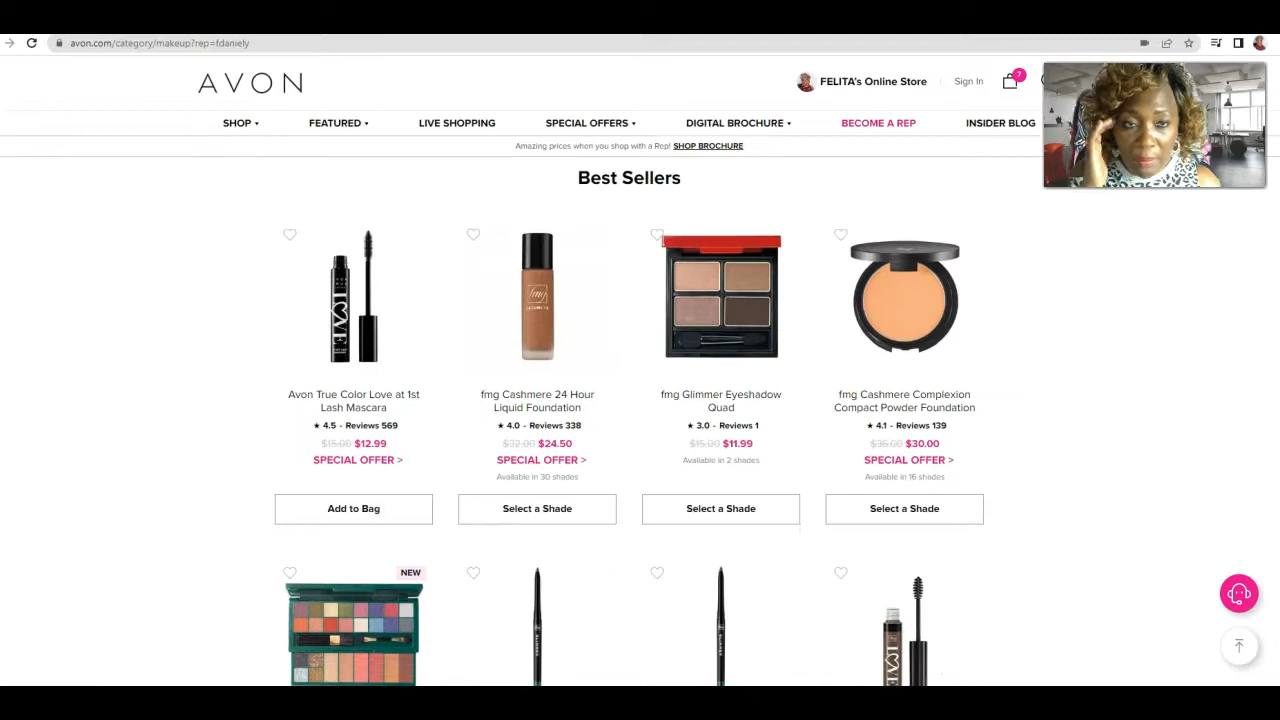 avon.com/category/makeup?rep=fdaniely
AVON
FELITA's Online Store
Sign In
7
SHOP
FEATURED
LIVE SHOPPING
SPECIAL OFFERS
DIGITAL BROCHURE
BECOME A REP
INSIDER BLOG
Amazing prices when you shop with a Rep! SHOP BROCHURE
Best Sellers
LOVE
fmg
CASHMERE
Avon True Color Love at 1st
Lash Mascara
★ 4.5 - Reviews 569
$15.00 $12.99
SPECIAL OFFER >
Add to Bag
fmg Cashmere 24 Hour
Liquid Foundation
★ 4.0 - Reviews 338
$32.00 $24.50
SPECIAL OFFER >
Available in 30 shades
Select a Shade
fmg Glimmer Eyeshadow
Quad
★ 3.0 - Reviews 1
$15.00 $11.99
Available in 2 shades
Select a Shade
fmg Cashmere Complexion
Compact Powder Foundation
★ 4.1 - Reviews 139
$36.00 $30.00
SPECIAL OFFER >
Available in 16 shades
Select a Shade
NEW
LOVE